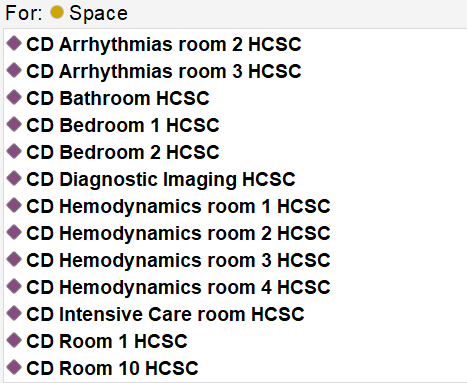 For: Space
CD Arrhythmias room 2 HCSC
CD Arrhythmias room 3 HCSC
CD Bathroom HCSC
CD Bedroom 1 HCSC
CD Bedroom 2 HCSC
CD Diagnostic Imaging HCSC
CD Hemodynamics room 1 HCSC
CD Hemodynamics room 2 HCSC
CD Hemodynamics room 3 HCSC
CD Hemodynamics room 4 HCSC
CD Intensive Care room HCSC
CD Room 1 HCSC
CD Room 10 HCSC